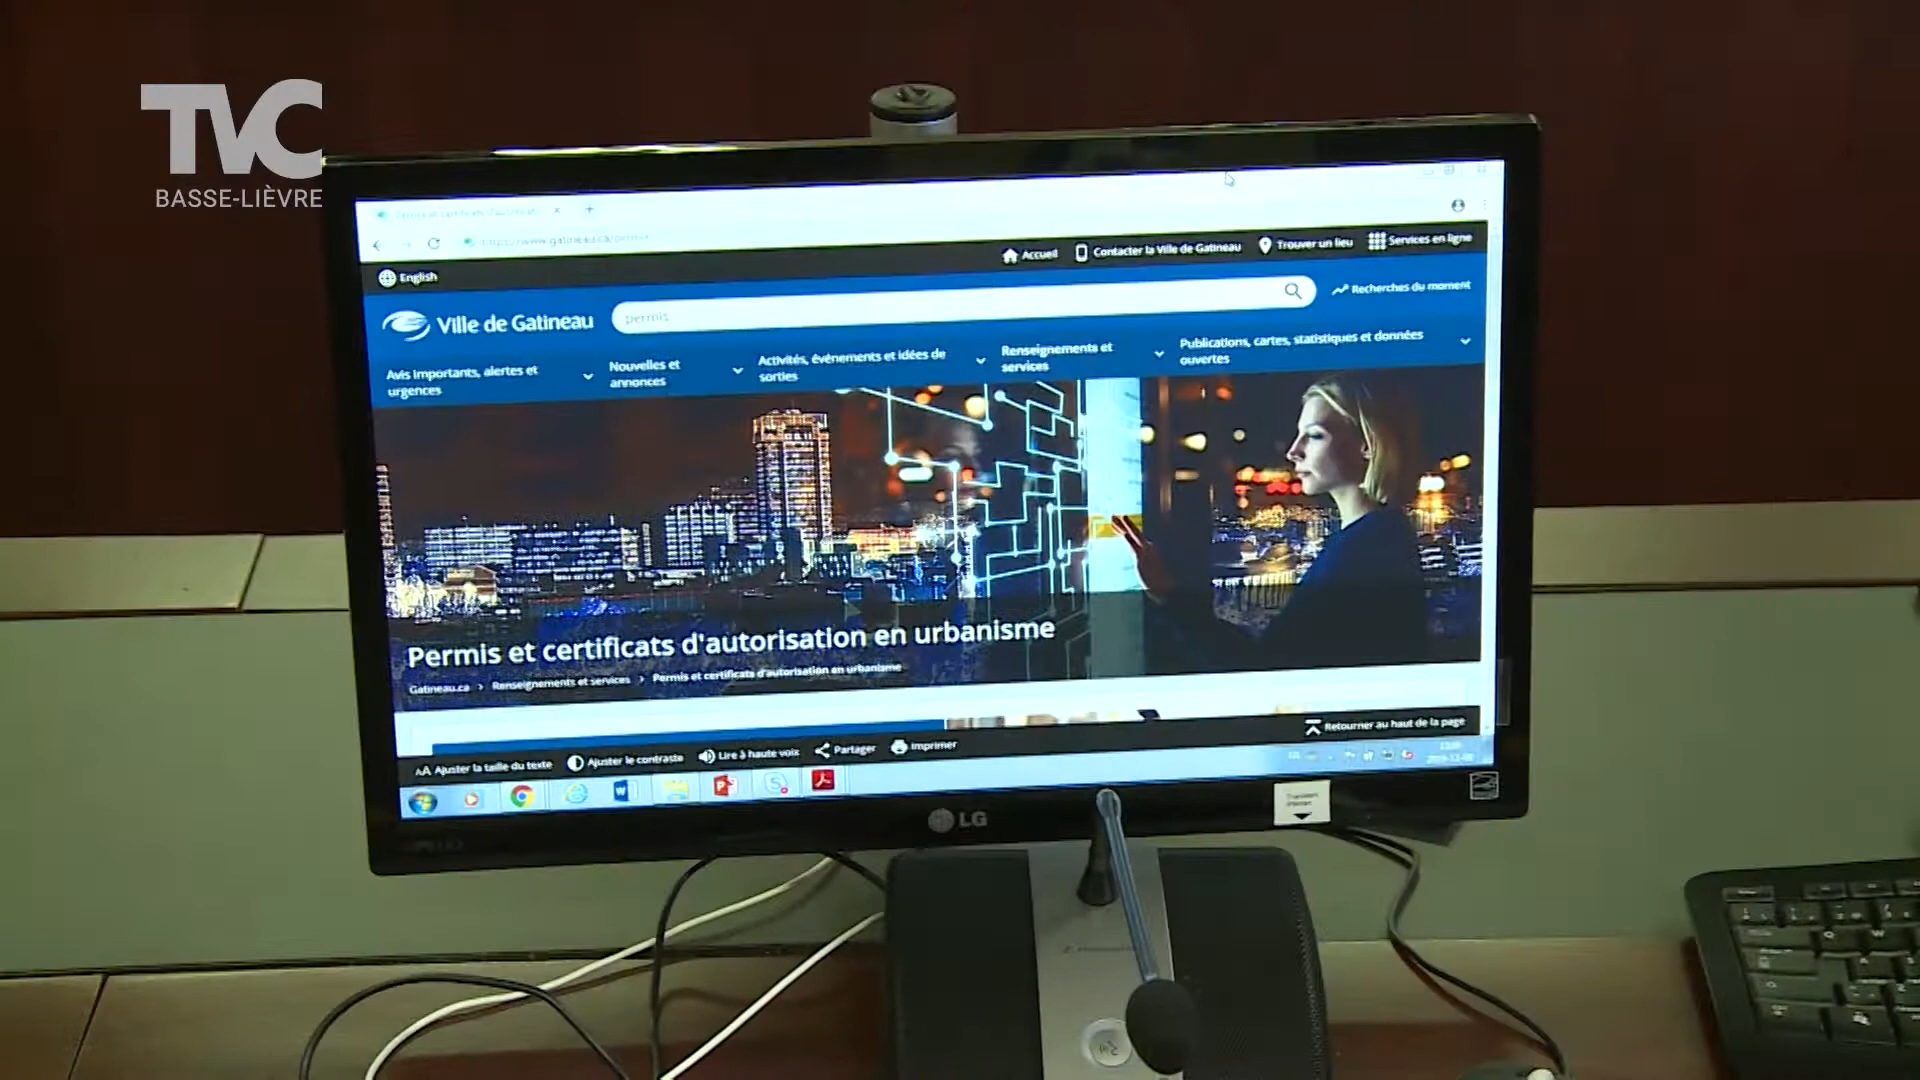 TVC
BASSE-LIÈVRE
English
Accueil
Contacter la Ville de Gatineau
Trouver un lieu
Services en ligne
Ville de Gatineau
permis
Recherches du moment
Avis importants, alertes et
urgences
Nouvelles et
annonces
Activités, événements et idées de
sorties
Renseignements et
services
Publications, cartes, statistiques et données
ouvertes
Permis et certificats d'autorisation en urbanisme
Gatineau.ca > Renseignements et services > Permis et certificats d'autorisation en urbanisme
Retourner au haut de la page
AA Ajuster la taille du texte
Ajuster le contraste
Lire à haute voix
Partager
Imprimer
LG